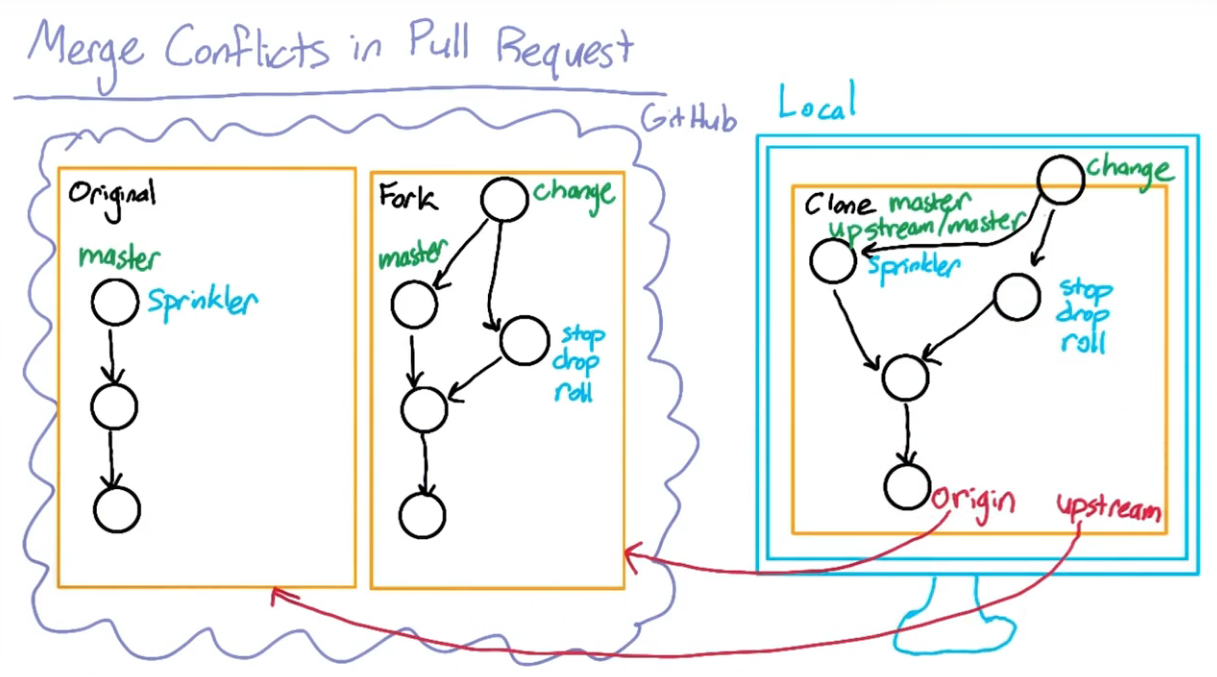 Merge Conflicts in Pull Request
GitHub
Original
master
Sprinkler
Fork
change
master
stop
drop
roll
Local
change
Clone master
upstream/master
Sprinkler
stop
drop
roll
Origin
upstream